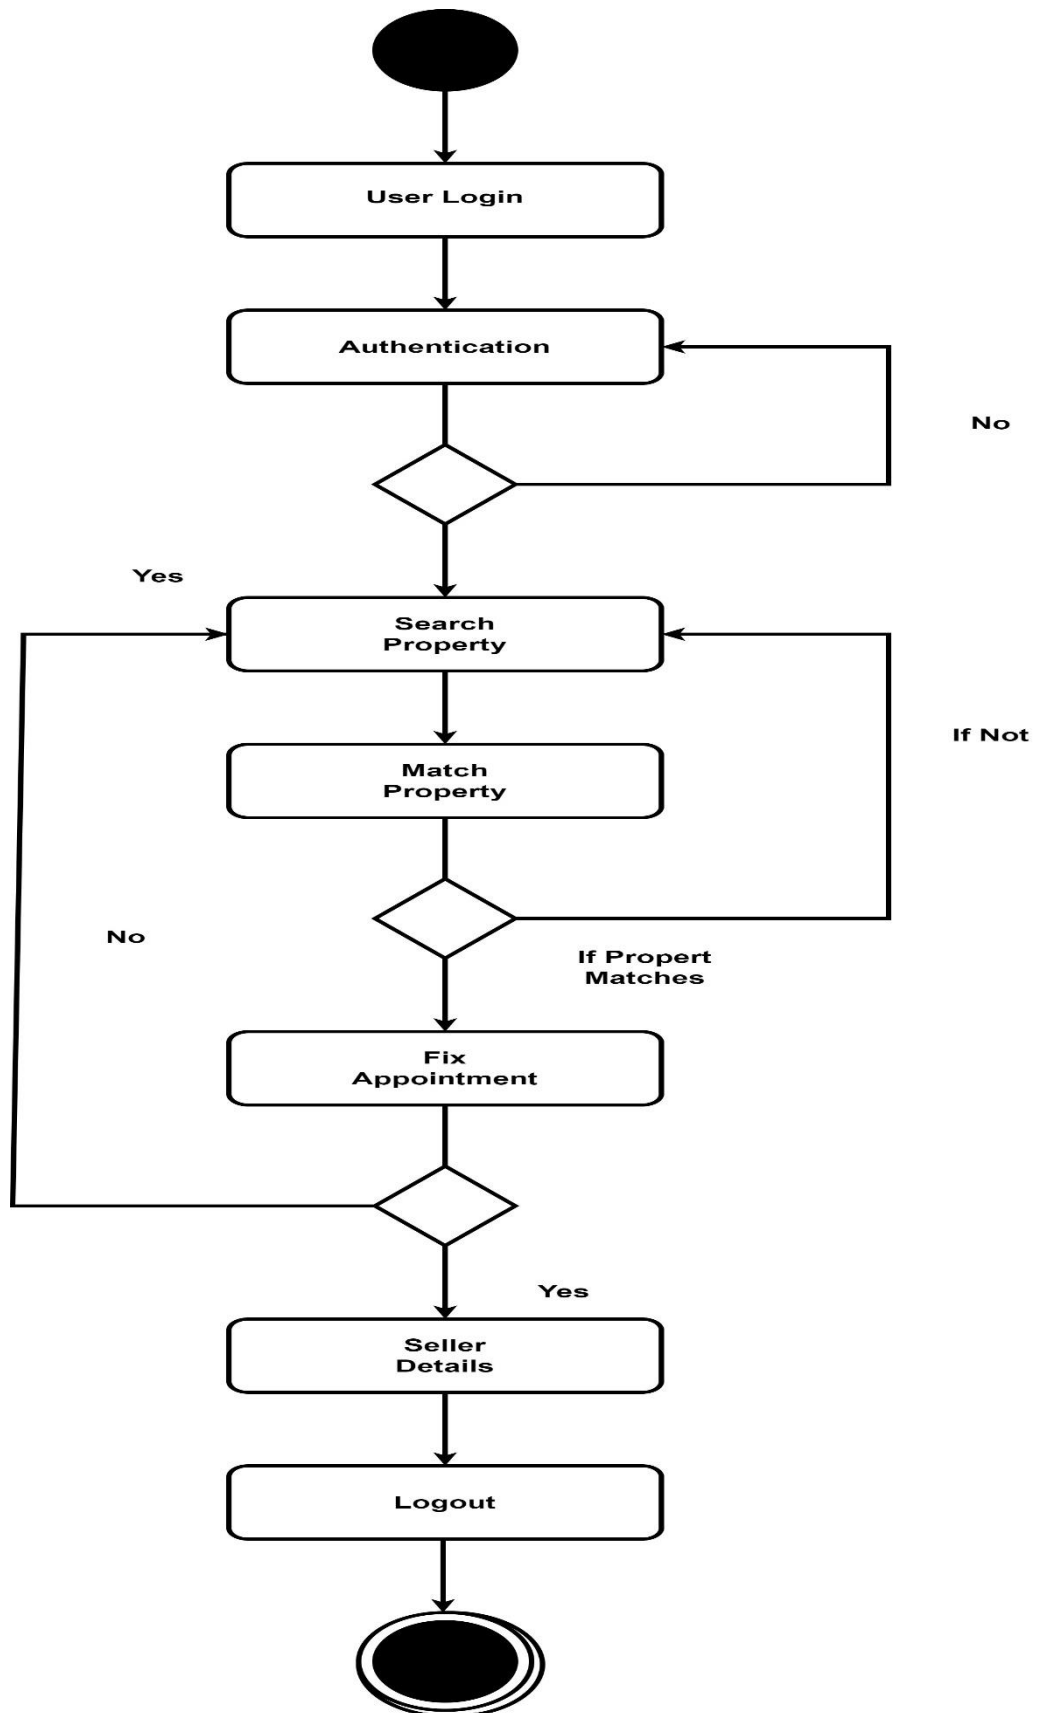 User Login
Authentication
No
Yes
Search
Property
If Not
Match
Property
No
If Propert
Matches
Fix
Appointment
Yes
Seller
Details
Logout